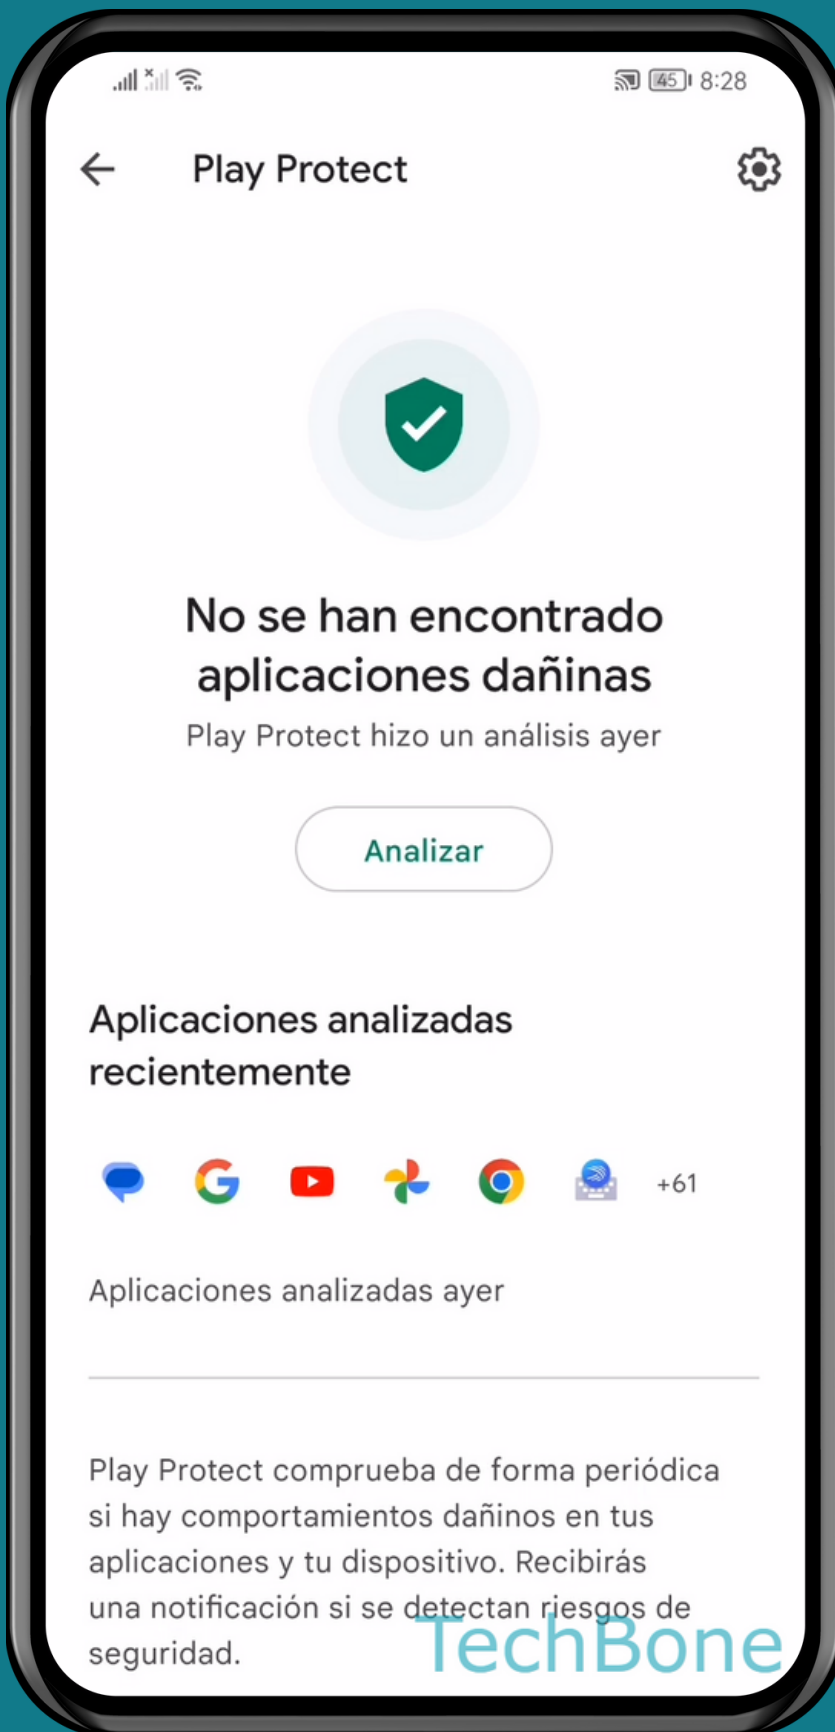 45 8:28
Play Protect
No se han encontrado
aplicaciones dañinas
Play Protect hizo un análisis ayer
Analizar
Aplicaciones analizadas
recientemente
+61
Aplicaciones analizadas ayer
Play Protect comprueba de forma periódica
si hay comportamientos dañinos en tus
aplicaciones y tu dispositivo. Recibirás
una notificación si se detectan riesgos de
seguridad.
TechBone